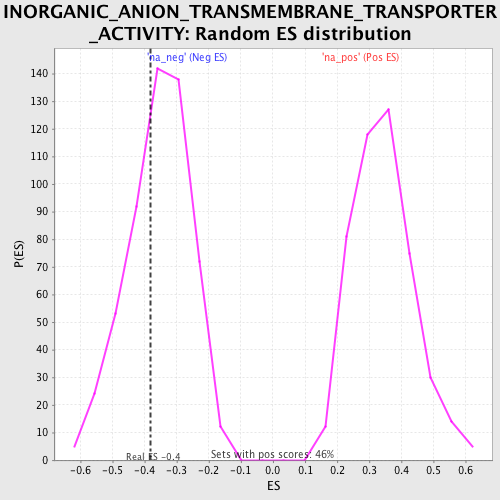 INORGANIC_ANION_TRANSMEMBRANE_TRANSPORTER
_ACTIVITY: Random ES distribution
'na_neg' (Neg ES)
'na_pos' (Pos ES)
140
130
120
110
100
90
80
70
60
50
40
30
20
10
0
P(ES)
Real ES -0.4
Sets with pos scores: 46%
-0.6 -0.5 -0.4 -0.3 -0.2 -0.1 0.0 0.1 0.2 0.3 0.4 0.5 0.6
ES